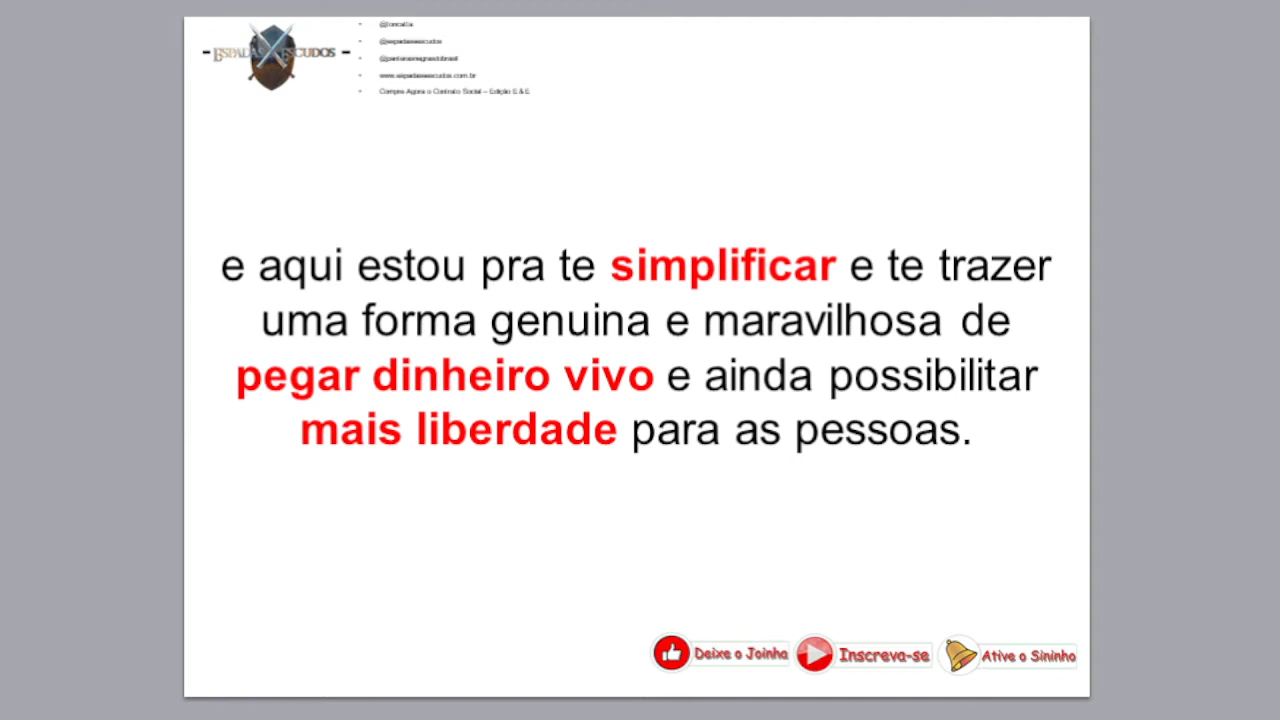 ESPADAS ESCUDOS
@espadaseescudos
@panterasnegrasdobrasil
www.espadaseescudos.com.br
Compre Agora o Contrato Social – Edição E & E
e aqui estou pra te simplificar e te trazer
uma forma genuina e maravilhosa de
pegar dinheiro vivo e ainda possibilitar
mais liberdade para as pessoas.
Deixe o Joinha
Inscreva-se
Ative o Sininho